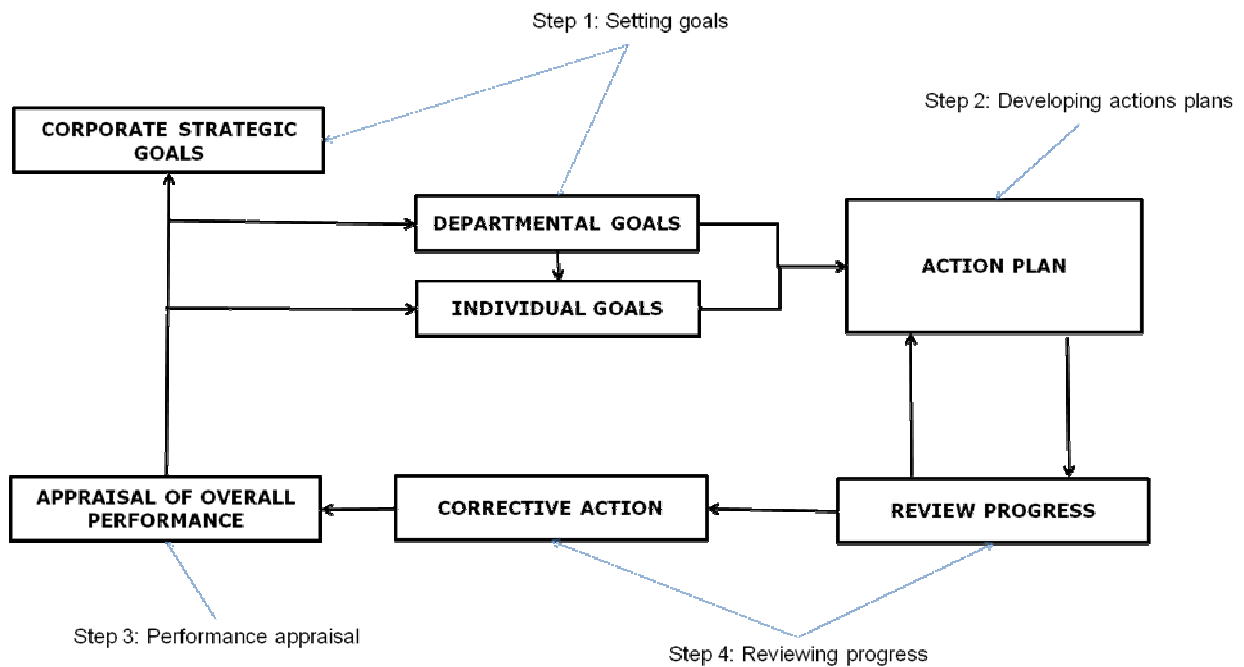 Step 1: Setting goals
Step 2: Developing actions plans
CORPORATE STRATEGIC
GOALS
DEPARTMENTAL GOALS
ACTION PLAN
INDIVIDUAL GOALS
APPRAISAL OF OVERALL
PERFORMANCE
CORRECTIVE ACTION
REVIEW PROGRESS
Step 3: Performance appraisal
Step 4: Reviewing progress